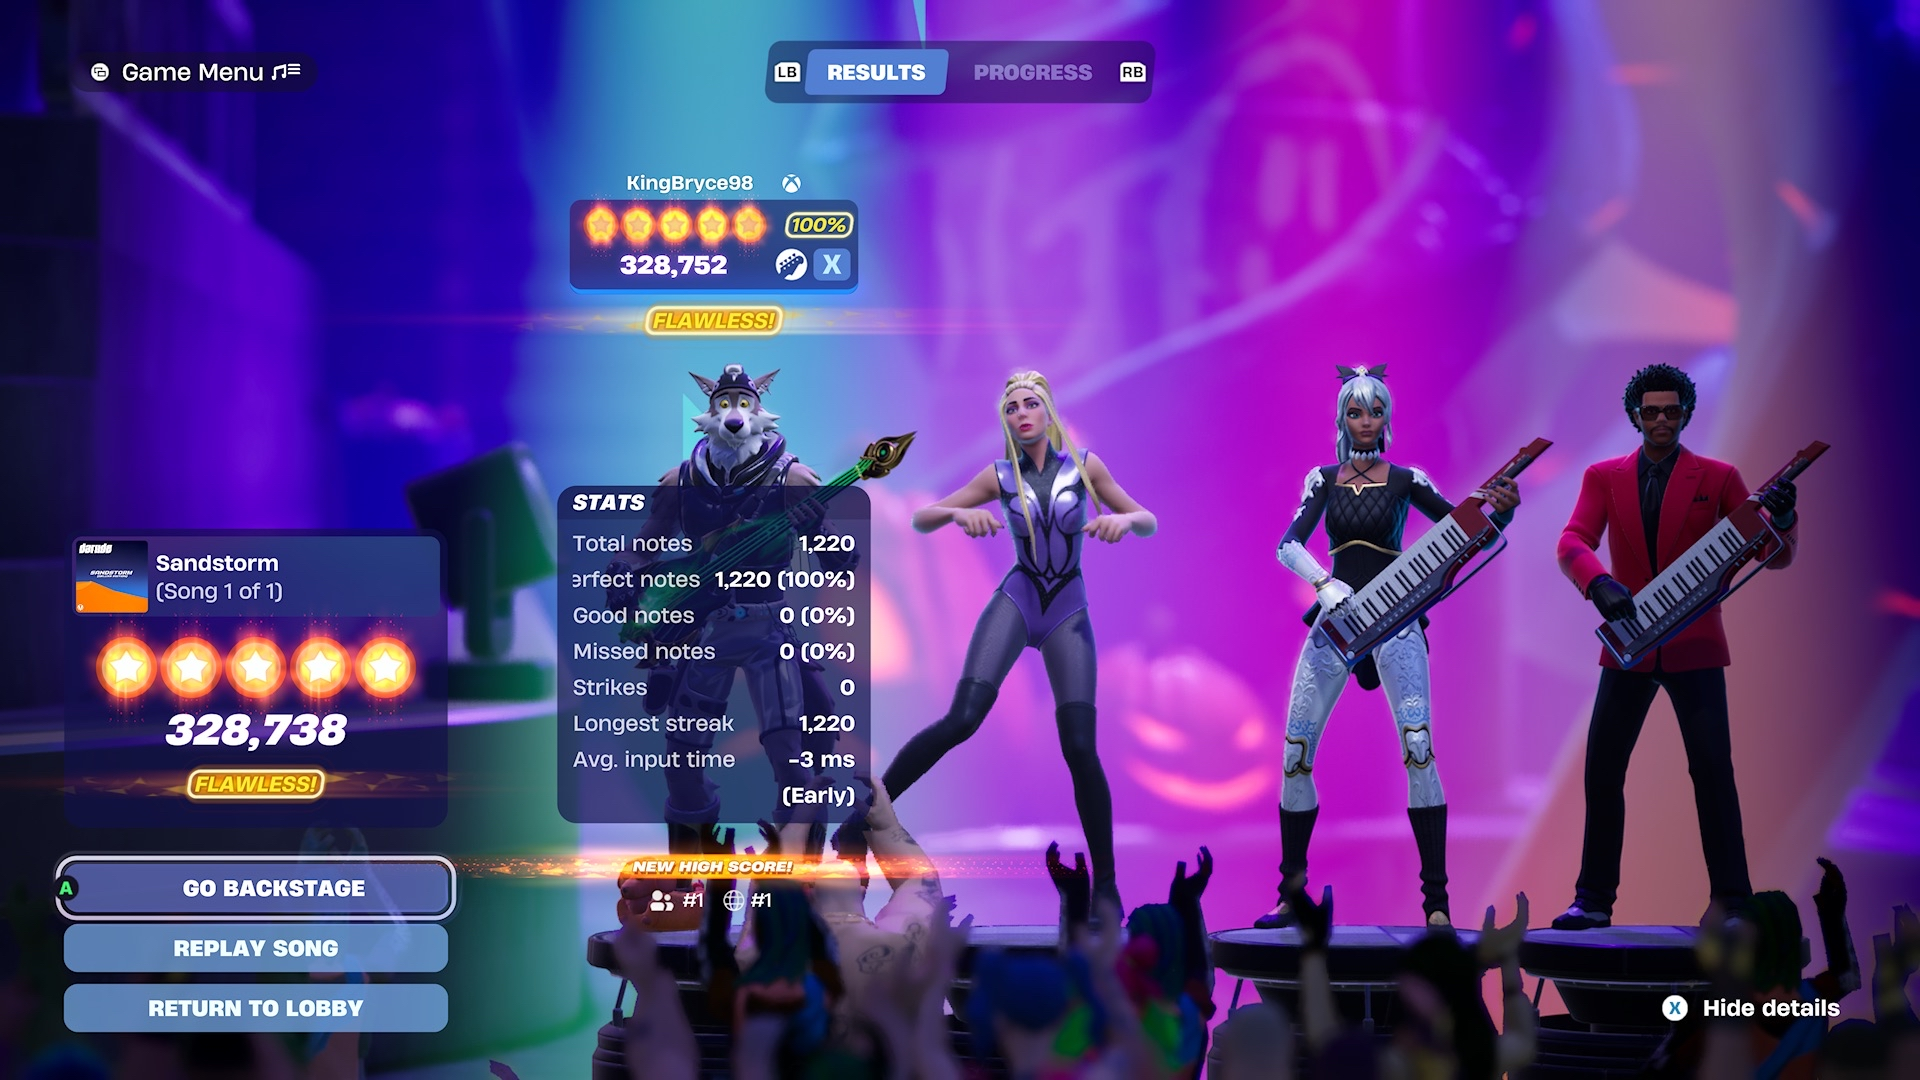 Game Menu
LB RESULTS PROGRESS RB
KingBryce98
100%
328,752
X
FLAWLESS!
STATS
Total notes 1,220
erfect notes 1,220 (100%)
Good notes 0 (0%)
Missed notes 0 (0%)
Strikes 0
Longest streak 1,220
Avg. input time -3 ms
(Early)
NEW HIGH SCORE!
#1 #1
darude
SANDSTORM
Sandstorm
(Song 1 of 1)
328,738
FLAWLESS!
A GO BACKSTAGE
REPLAY SONG
RETURN TO LOBBY
X Hide details